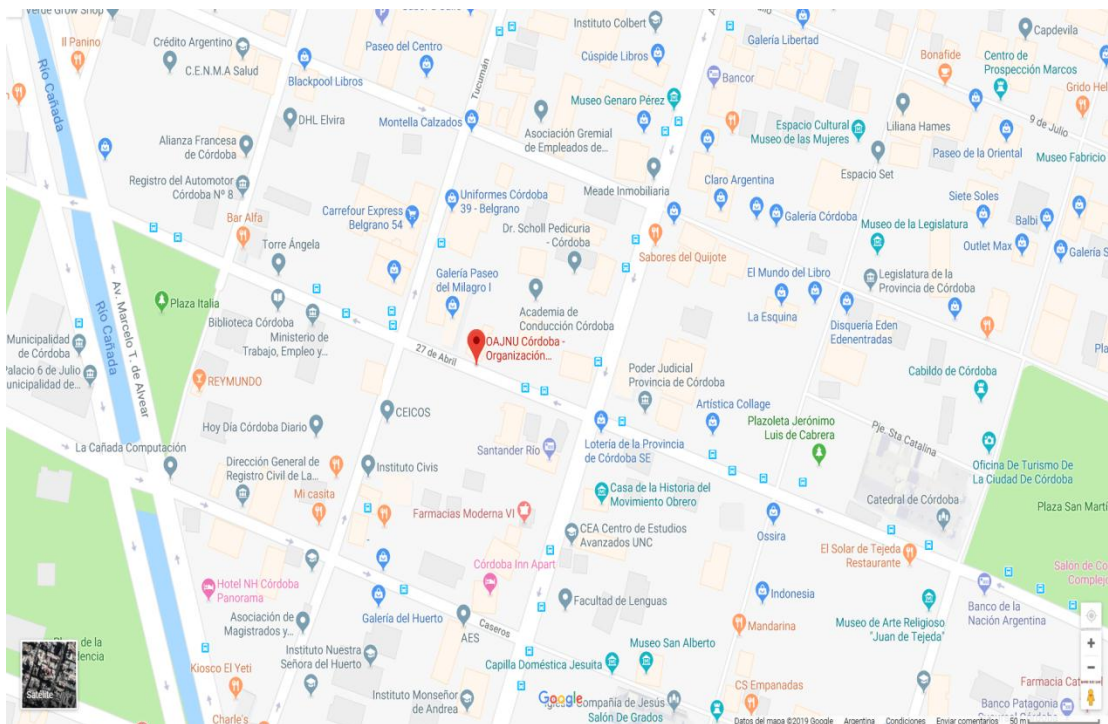 Instituto Colbert
Capdevila
Il Panino
Crédito Argentino
C.E.N.M.A Salud
Paseo del Centro
Cúspide Libros
Galería Libertad
Bonafide
Centro de
Prospección Marcos
Blackpool Libros
Tucumán
Bancor
Grido Hel
Río Cañada
DHL Elvira
Montella Calzados
Museo Genaro Pérez
Asociación Gremial
de Empleados de...
Espacio Cultural
Museo de las Mujeres
Liliana Hames
9 de Julio
Paseo de la Oriental
Museo Fabricio
Alianza Francesa
de Córdoba
Registro del Automotor
Córdoba Nº 8
Uniformes Córdoba
39 - Belgrano
Meade Inmobiliaria
Claro Argentina
Espacio Set
Siete Soles
Bar Alfa
Carrefour Express
Belgrano 54
Dr. Scholl Pedicuria
- Córdoba
Galería Córdoba
Museo de la Legislatura
Balbi
Outlet Max
Galería S
Torre Ángela
Sabores del Quijote
Galería Paseo
del Milagro I
El Mundo del Libro
Legislatura de la
Provincia de Córdoba
Río Cañada
Av. Marcelo T. de Alvear
Plaza Italia
Biblioteca Córdoba
Ministerio de
Trabajo, Empleo y...
Academia de
Conducción Córdoba
La Esquina
Disquería Eden
Edenentradas
Municipalidad
de Córdoba
Palacio 6 de Julio
unicipalidad de...
27 de Abril
OAJNU Córdoba -
Organización...
Poder Judicial
Provincia de Córdoba
Cabildo de Córdoba
REYMUNDO
CEICOS
Artística Collage
Plazoleta Jerónimo
Luis de Cabrera
Pje. Sta Catalina
Hoy Día Córdoba Diario
La Cañada Computación
Santander Río
Lotería de la Provincia
de Córdoba SE
Oficina De Turismo De
La Ciudad De Córdoba
Dirección General de
Registro Civil de La...
Instituto Civis
Mi casita
Casa de la Historia del
Movimiento Obrero
Catedral de Córdoba
Plaza San Martí
Farmacias Moderna VI
CEA Centro de Estudios
Avanzados UNC
Ossira
El Solar de Tejeda
Restaurante
Salon de Co
Complejo
Hotel NH Córdoba
Panorama
Córdoba Inn Apart
Facultad de Lenguas
Indonesia
Banco de la
Nación Argentina
Asociación de
Magistrados y...
Galería del Huerto
Caseros
AES
Mandarina
Museo de Arte Religioso
"Juan de Tejeda"
Museo San Alberto
Instituto Nuestra
Señora del Huerto
Capilla Doméstica Jesuita
Kiosco El Yeti
Satélite
Instituto Monseñor
de Andrea
Google
Compañía de Jesús
Salón De Grados
CS Empanadas
Farmacia Cat
Banco Patagonia
Charle's
Datos del mapa ©2019 Google Argentina Condiciones Enviar comentarios 50 m